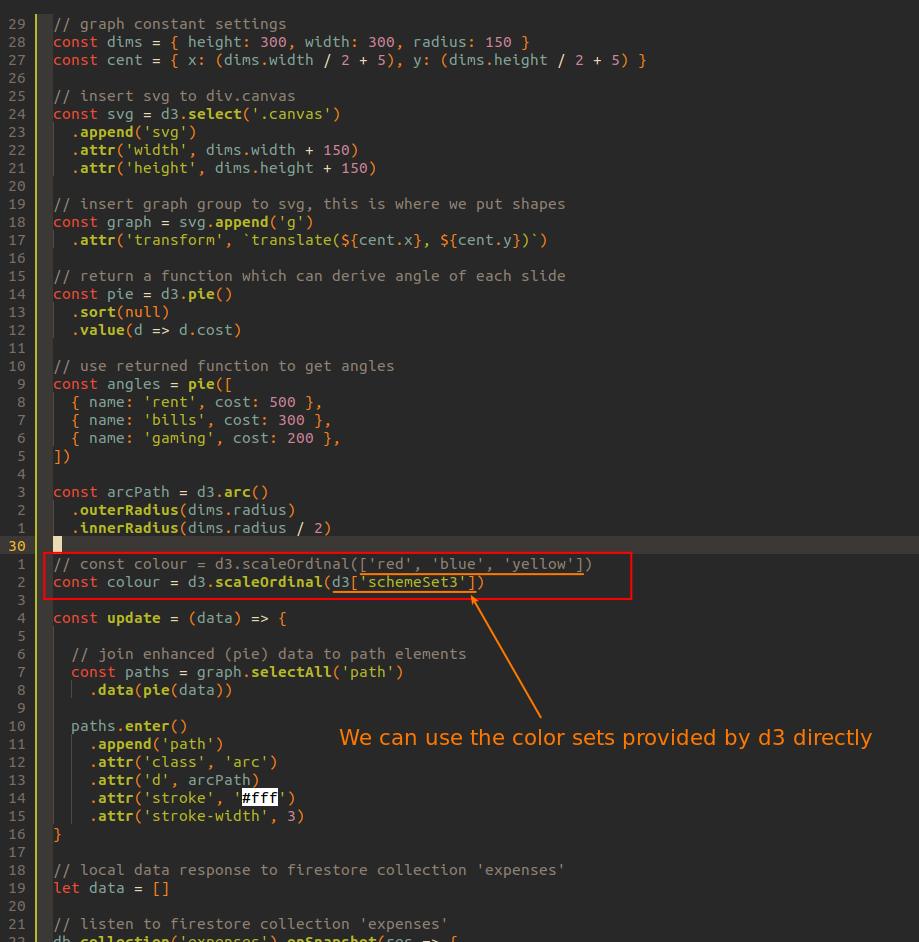 29 // graph constant settings
28 const dims = { height: 300, width: 300, radius: 150 }
27 const cent = { x: (dims.width / 2 + 5), y: (dims.height / 2 + 5) }
26
25 // insert svg to div.canvas
24 const svg = d3.select('.canvas')
23   .append('svg')
22   .attr('width', dims.width + 150)
21   .attr('height', dims.height + 150)
20
19 // insert graph group to svg, this is where we put shapes
18 const graph = svg.append('g')
17   .attr('transform', `translate(${cent.x}, ${cent.y})`)
16
15 // return a function which can derive angle of each slide
14 const pie = d3.pie()
13   .sort(null)
12   .value(d => d.cost)
11
10 // use returned function to get angles
9 const angles = pie([
8   { name: 'rent', cost: 500 },
7   { name: 'bills', cost: 300 },
6   { name: 'gaming', cost: 200 },
5 ])
4
3 const arcPath = d3.arc()
2   .outerRadius(dims.radius)
1   .innerRadius(dims.radius / 2)
30
1 // const colour = d3.scaleOrdinal(['red', 'blue', 'yellow'])
2 const colour = d3.scaleOrdinal(d3['schemeSet3'])
3
4 const update = (data) => {
5
6   // join enhanced (pie) data to path elements
7   const paths = graph.selectAll('path')
8     .data(pie(data))
9
10   paths.enter()
We can use the color sets provided by d3 directly
11     .append('path')
12     .attr('class', 'arc')
13     .attr('d', arcPath)
14     .attr('stroke', '#fff')
15     .attr('stroke-width', 3)
16 }
17
18 // local data response to firestore collection 'expenses'
19 let data = []
20
21 // listen to firestore collection 'expenses'
22 db.collection('expenses').onSnapshot(res => {